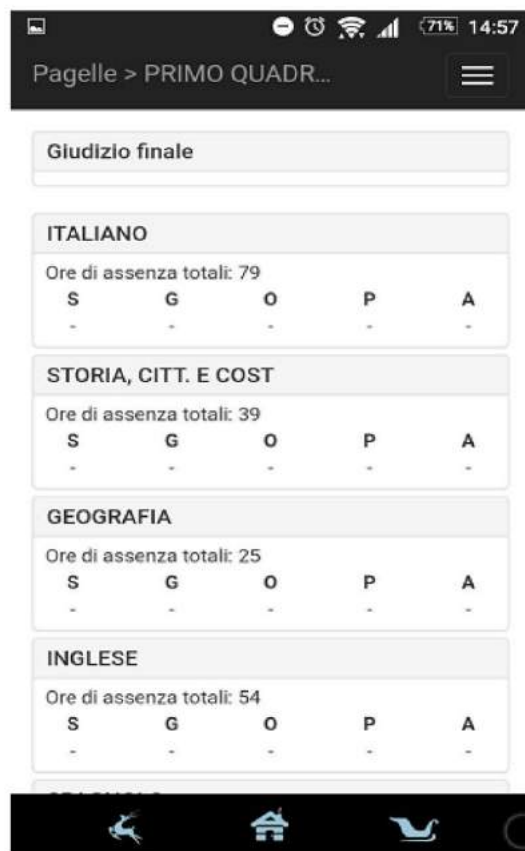 71% 14:57
Pagelle > PRIMO QUADR...
Giudizio finale
ITALIANO
Ore di assenza totali: 79
S G O P A
- - - - -
STORIA, CITT. E COST
Ore di assenza totali: 39
S G O P A
- - - - -
GEOGRAFIA
Ore di assenza totali: 25
S G O P A
- - - - -
INGLESE
Ore di assenza totali: 54
S G O P A
- - - - -